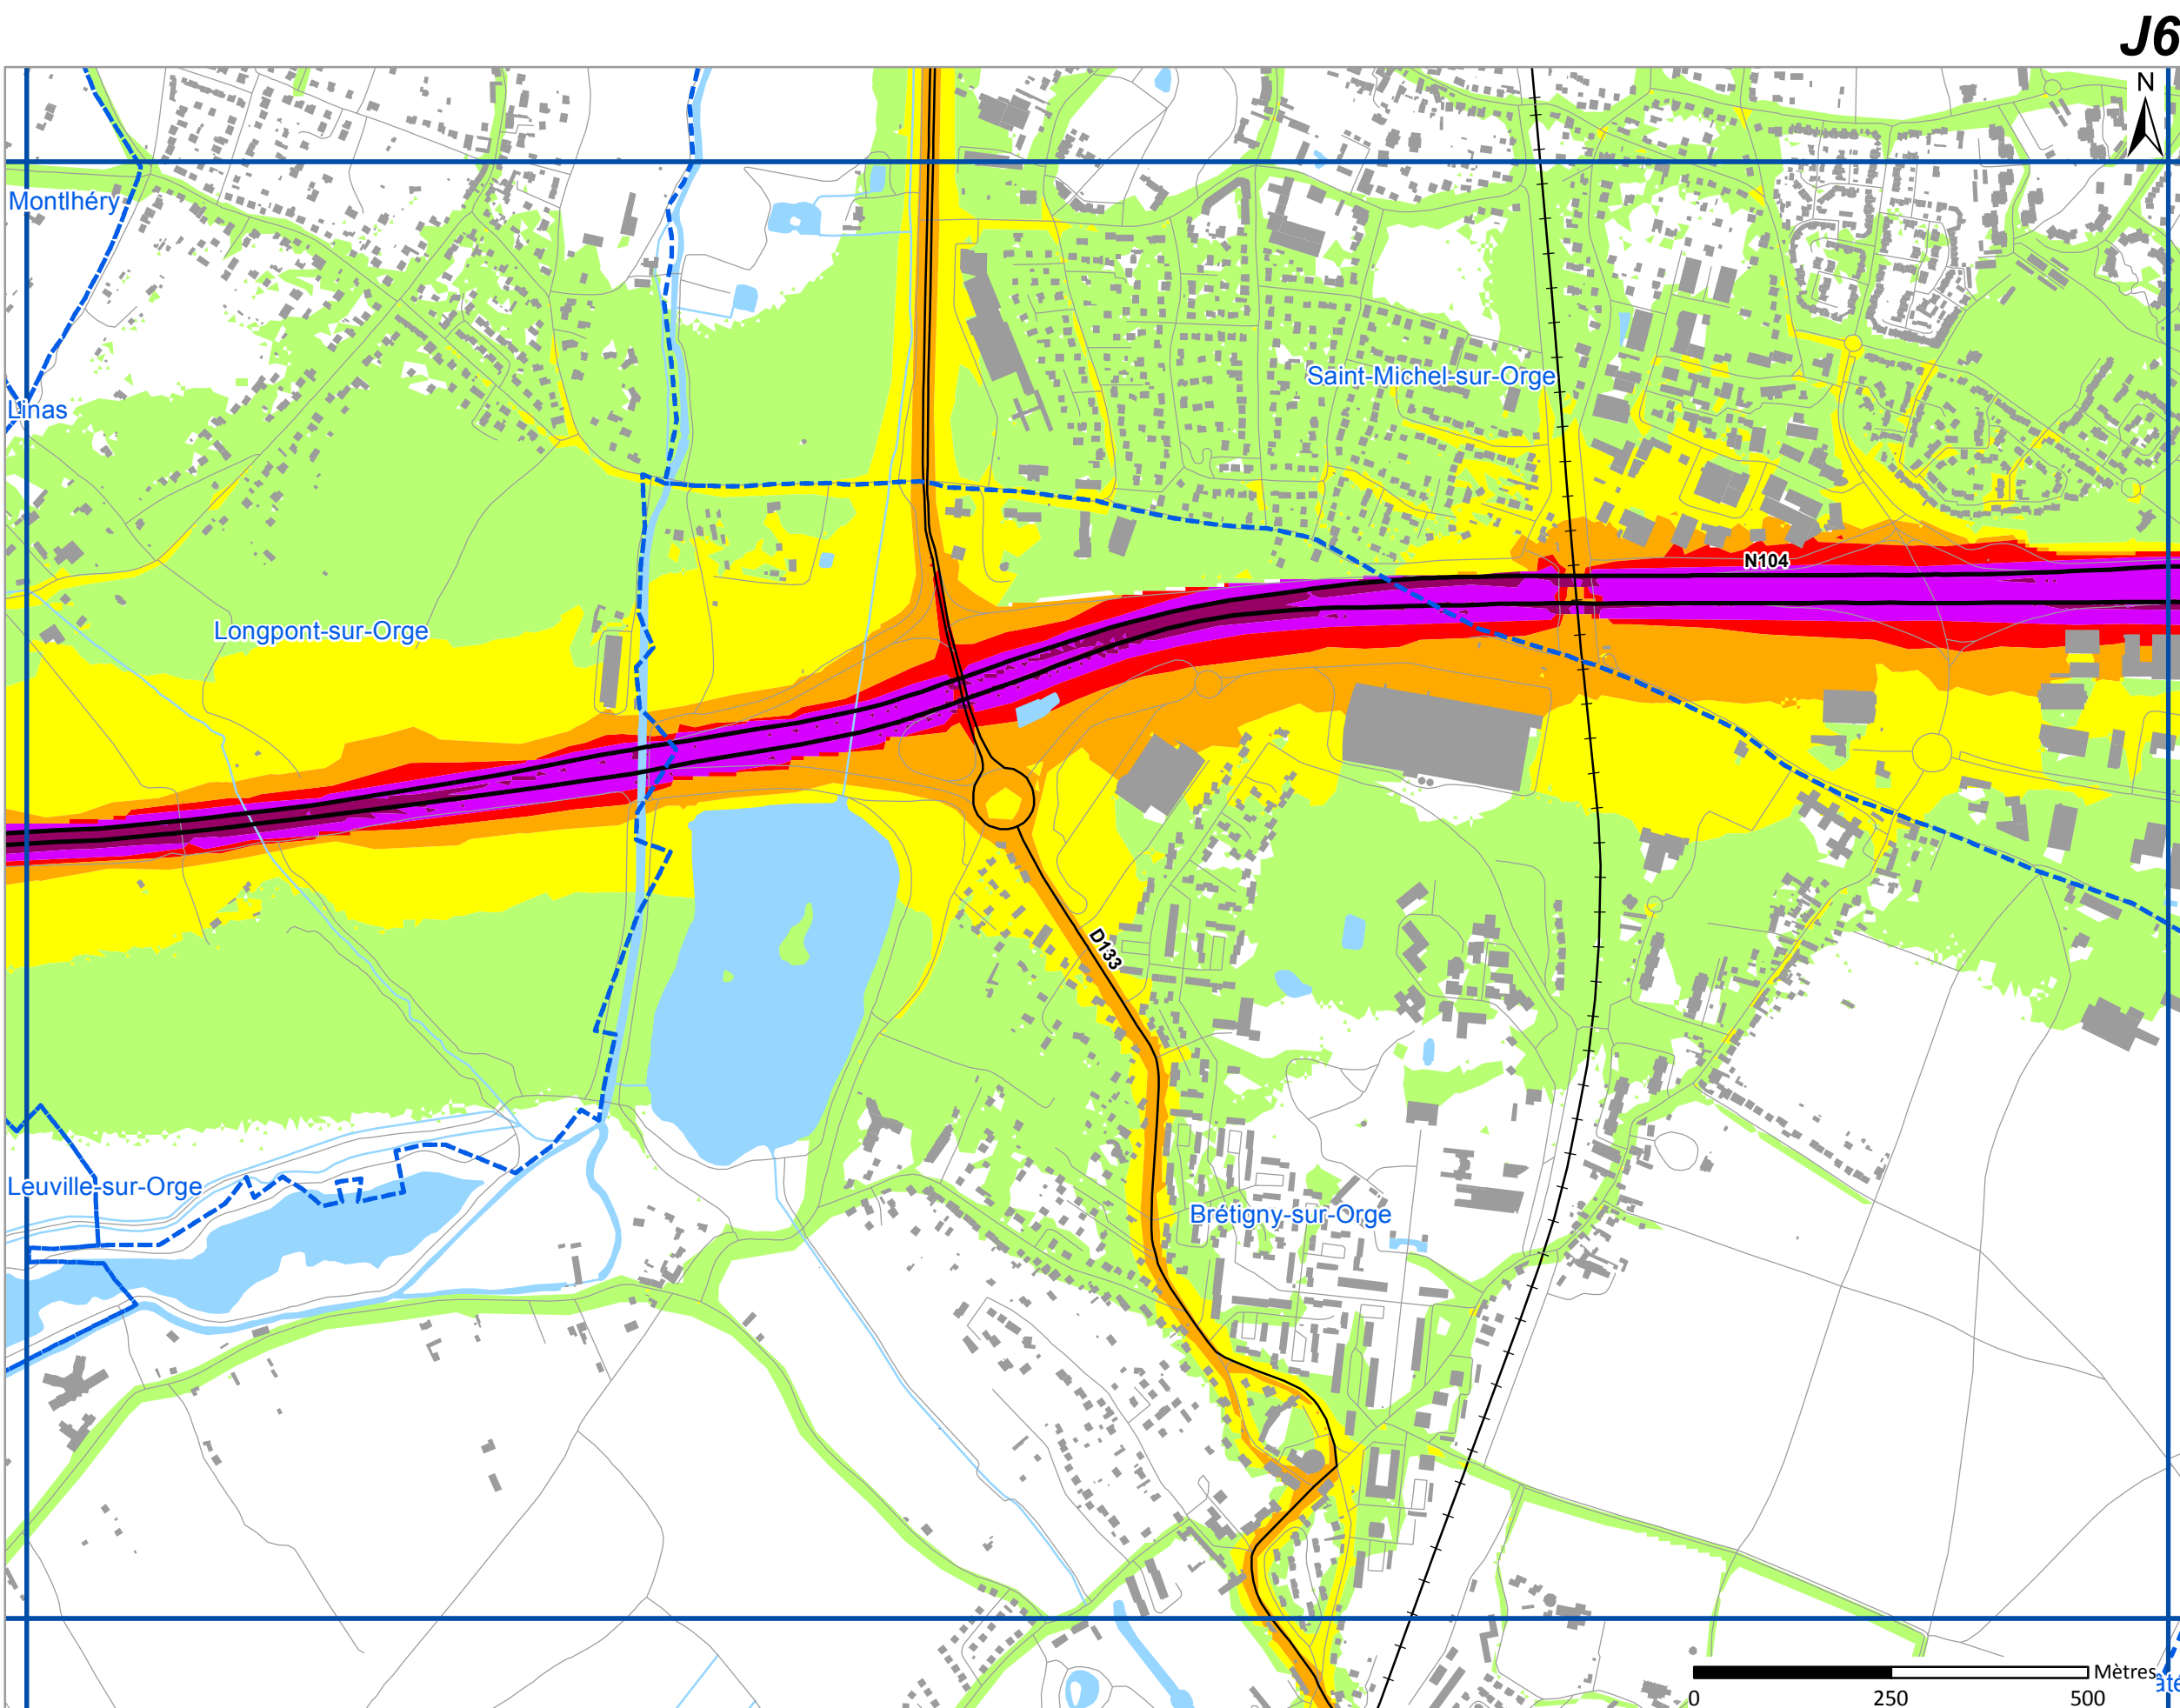 J6
N
Montlhéry
Saint-Michel-sur-Orge
Linas
N104
Longpont-sur-Orge
D133
Leuville-sur-Orge
Brétigny-sur-Orge
Mètres
0 250 500